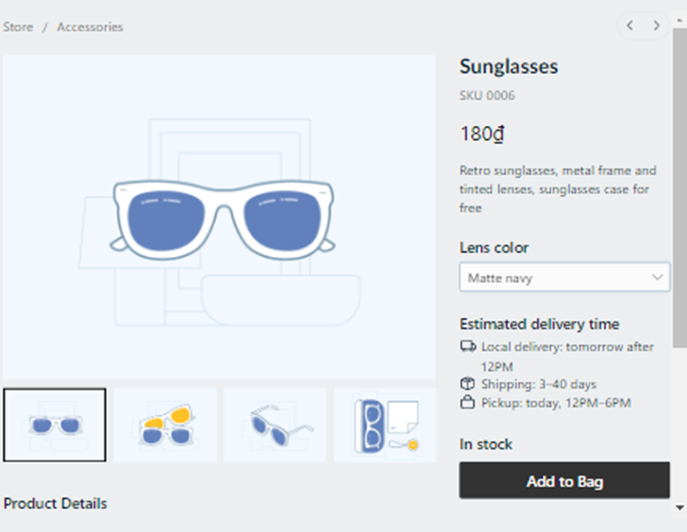 Store / Accessories
Sunglasses
SKU 0006
180₫
Retro sunglasses, metal frame and
tinted lenses, sunglasses case for
free
Lens color
Matte navy
Estimated delivery time
Local delivery: tomorrow after
12PM
Shipping: 3-40 days
Pickup: today, 12PM–6PM
In stock
Add to Bag
Product Details